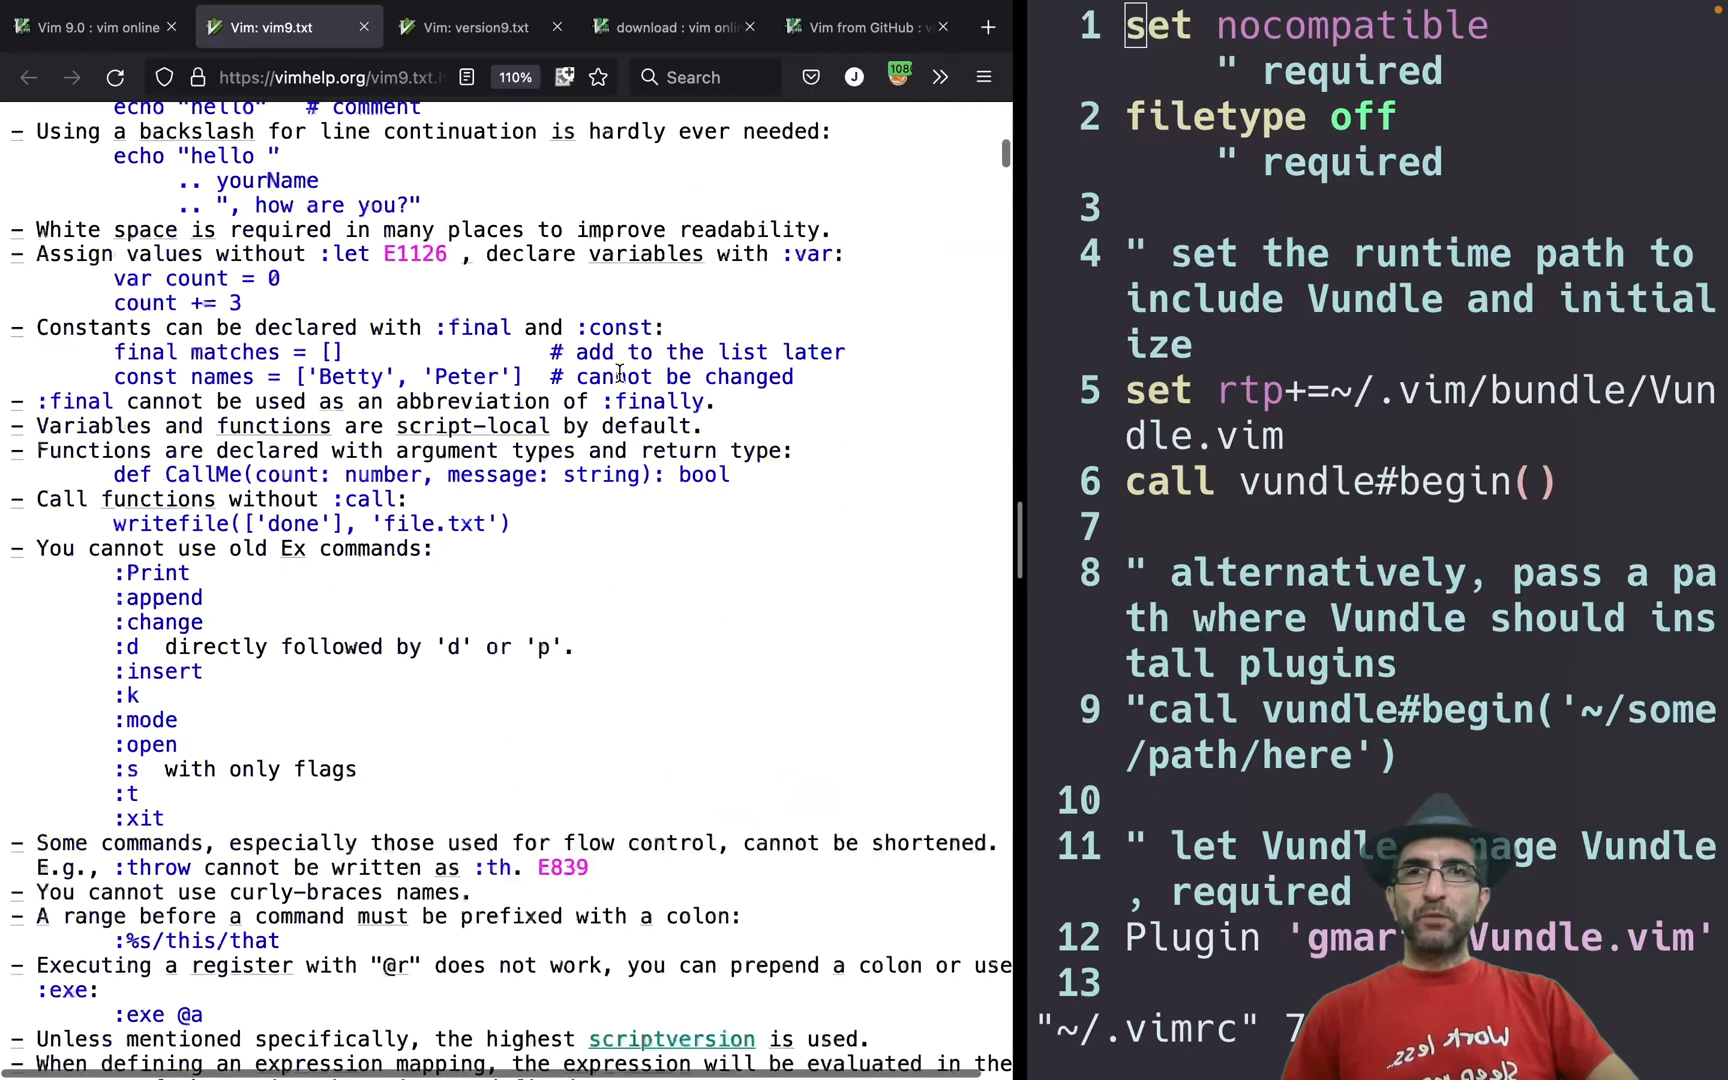 Vim 9.0 : vim online
Vim: vim9.txt
Vim: version9.txt
download : vim onli
Vim from GitHub : v
https://vimhelp.org/vim9.txt.h
110%
Search
J
108
echo "hello"   # comment
– Using a backslash for line continuation is hardly ever needed:
echo "hello "
.. yourName
.. ", how are you?"
– White space is required in many places to improve readability.
– Assign values without :let E1126 , declare variables with :var:
var count = 0
count += 3
– Constants can be declared with :final and :const:
final matches = []   # add to the list later
const names = ['Betty', 'Peter']  # cannot be changed
– :final cannot be used as an abbreviation of :finally.
– Variables and functions are script-local by default.
– Functions are declared with argument types and return type:
def CallMe(count: number, message: string): bool
– Call functions without :call:
writefile(['done'], 'file.txt')
– You cannot use old Ex commands:
:Print
:append
:change
:d  directly followed by 'd' or 'p'.
:insert
:k
:mode
:open
:s  with only flags
:t
:xit
– Some commands, especially those used for flow control, cannot be shortened.
E.g., :throw cannot be written as :th. E839
– You cannot use curly-braces names.
– A range before a command must be prefixed with a colon:
:%s/this/that
– Executing a register with "@r" does not work, you can prepend a colon or use
:exe:
:exe @a
– Unless mentioned specifically, the highest scriptversion is used.
– When defining an expression mapping, the expression will be evaluated in the
1 set nocompatible
" required
2 filetype off
" required
3
4 " set the runtime path to
include Vundle and initial
ize
5 set rtp+=~/.vim/bundle/Vun
dle.vim
6 call vundle#begin()
7
8 " alternatively, pass a pa
th where Vundle should ins
tall plugins
9 "call vundle#begin('~/some
/path/here')
10
11 " let Vundle nage Vundle
, required
12 Plugin 'gmar Vundle.vim'
13
"~/.vimrc" 7
Work less
Sleep